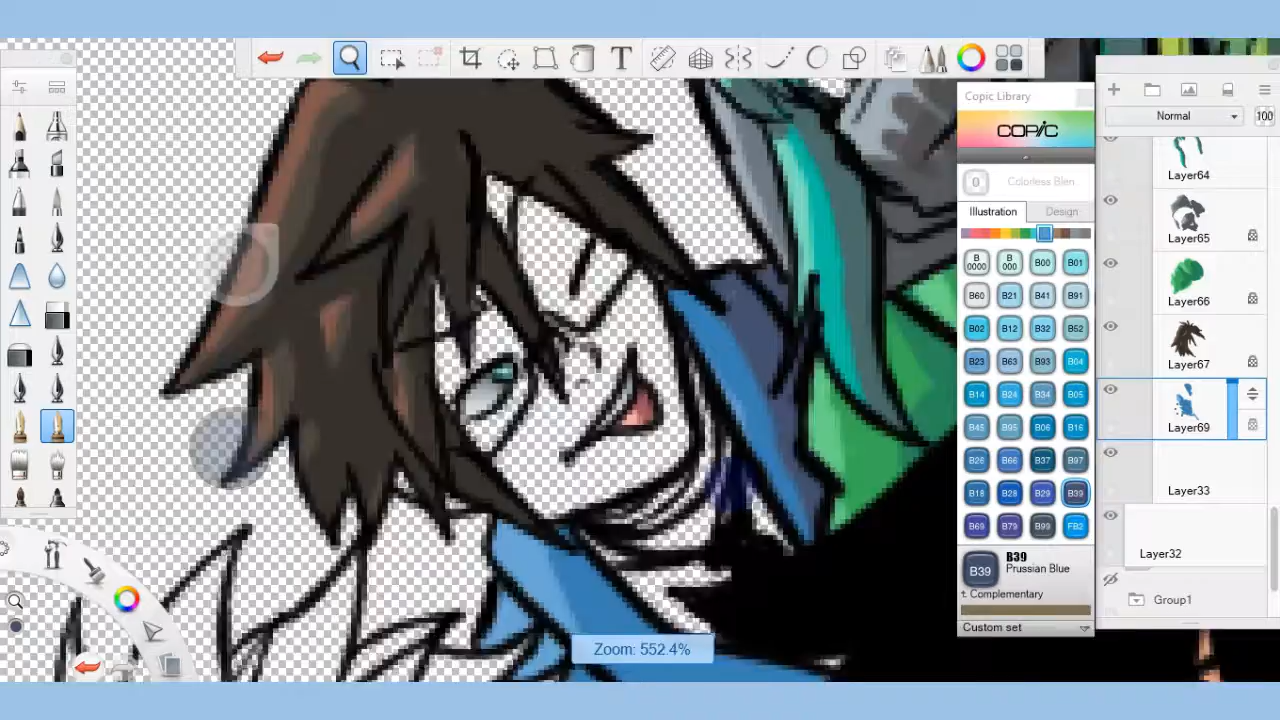 T
Copic Library
COPIC
0 Colorless Blen
Illustration Design
B0000 B000 B00 B01
B60 B21 B41 B91
B02 B12 B32 B52
B23 B63 B93 B04
B14 B24 B34 B05
B45 B95 B06 B16
B26 B66 B37 B97
B18 B28 B29 B39
B69 B79 B99 FB2
B39
B39
Prussian Blue
1. Complementary
Custom set
Normal 100
Layer64
Layer65
Layer66
Layer67
Layer69
Layer33
Layer32
Group1
Zoom: 552.4%